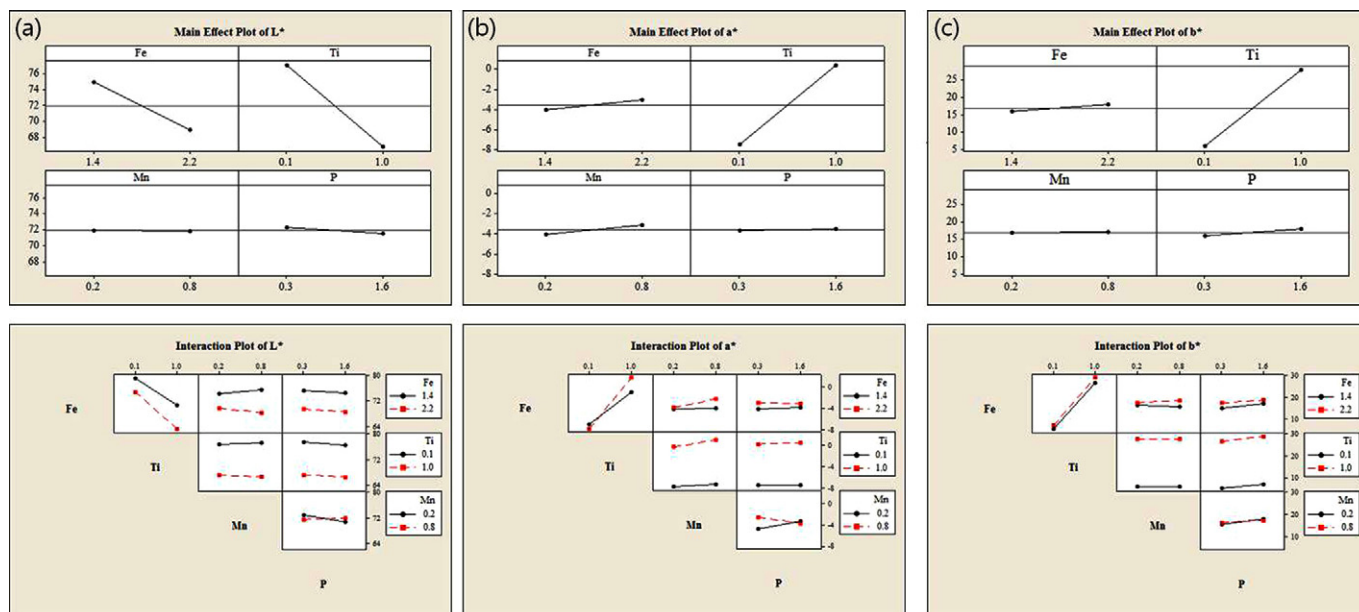 (a)
Main Effect Plot of L*
Fe Ti
76
74
72
70
68
1.4 2.2 0.1 1.0
Mn P
76
74
72
70
68
0.2 0.8 0.3 1.6
Interaction Plot of L*
0.1 1.0 0.2 0.8 0.3 1.6
Fe
80
72
64
Fe
1.4
2.2
Ti
80
64
Ti
0.1
1.0
Mn
80
72
64
Mn
0.2
0.8
P
(b)
Main Effect Plot of a*
Fe Ti
0
-2
-4
-6
-8
1.4 2.2 0.1 1.0
Mn P
0
-2
-4
-6
-8
0.2 0.8 0.3 1.6
Interaction Plot of a*
0.1 1.0 0.2 0.8 0.3 1.6
Fe
0
-4
-8
Fe
1.4
2.2
Ti
0
-4
-8
Ti
0.1
1.0
Mn
0
-4
-8
Mn
0.2
0.8
P
(c)
Main Effect Plot of b*
Fe Ti
25
20
15
10
5
1.4 2.2 0.1 1.0
Mn P
25
20
15
10
5
0.2 0.8 0.3 1.6
Interaction Plot of b*
0.1 1.0 0.2 0.8 0.3 1.6
Fe
30
20
10
Fe
1.4
2.2
Ti
30
20
10
Ti
0.1
1.0
Mn
30
20
10
Mn
0.2
0.8
P